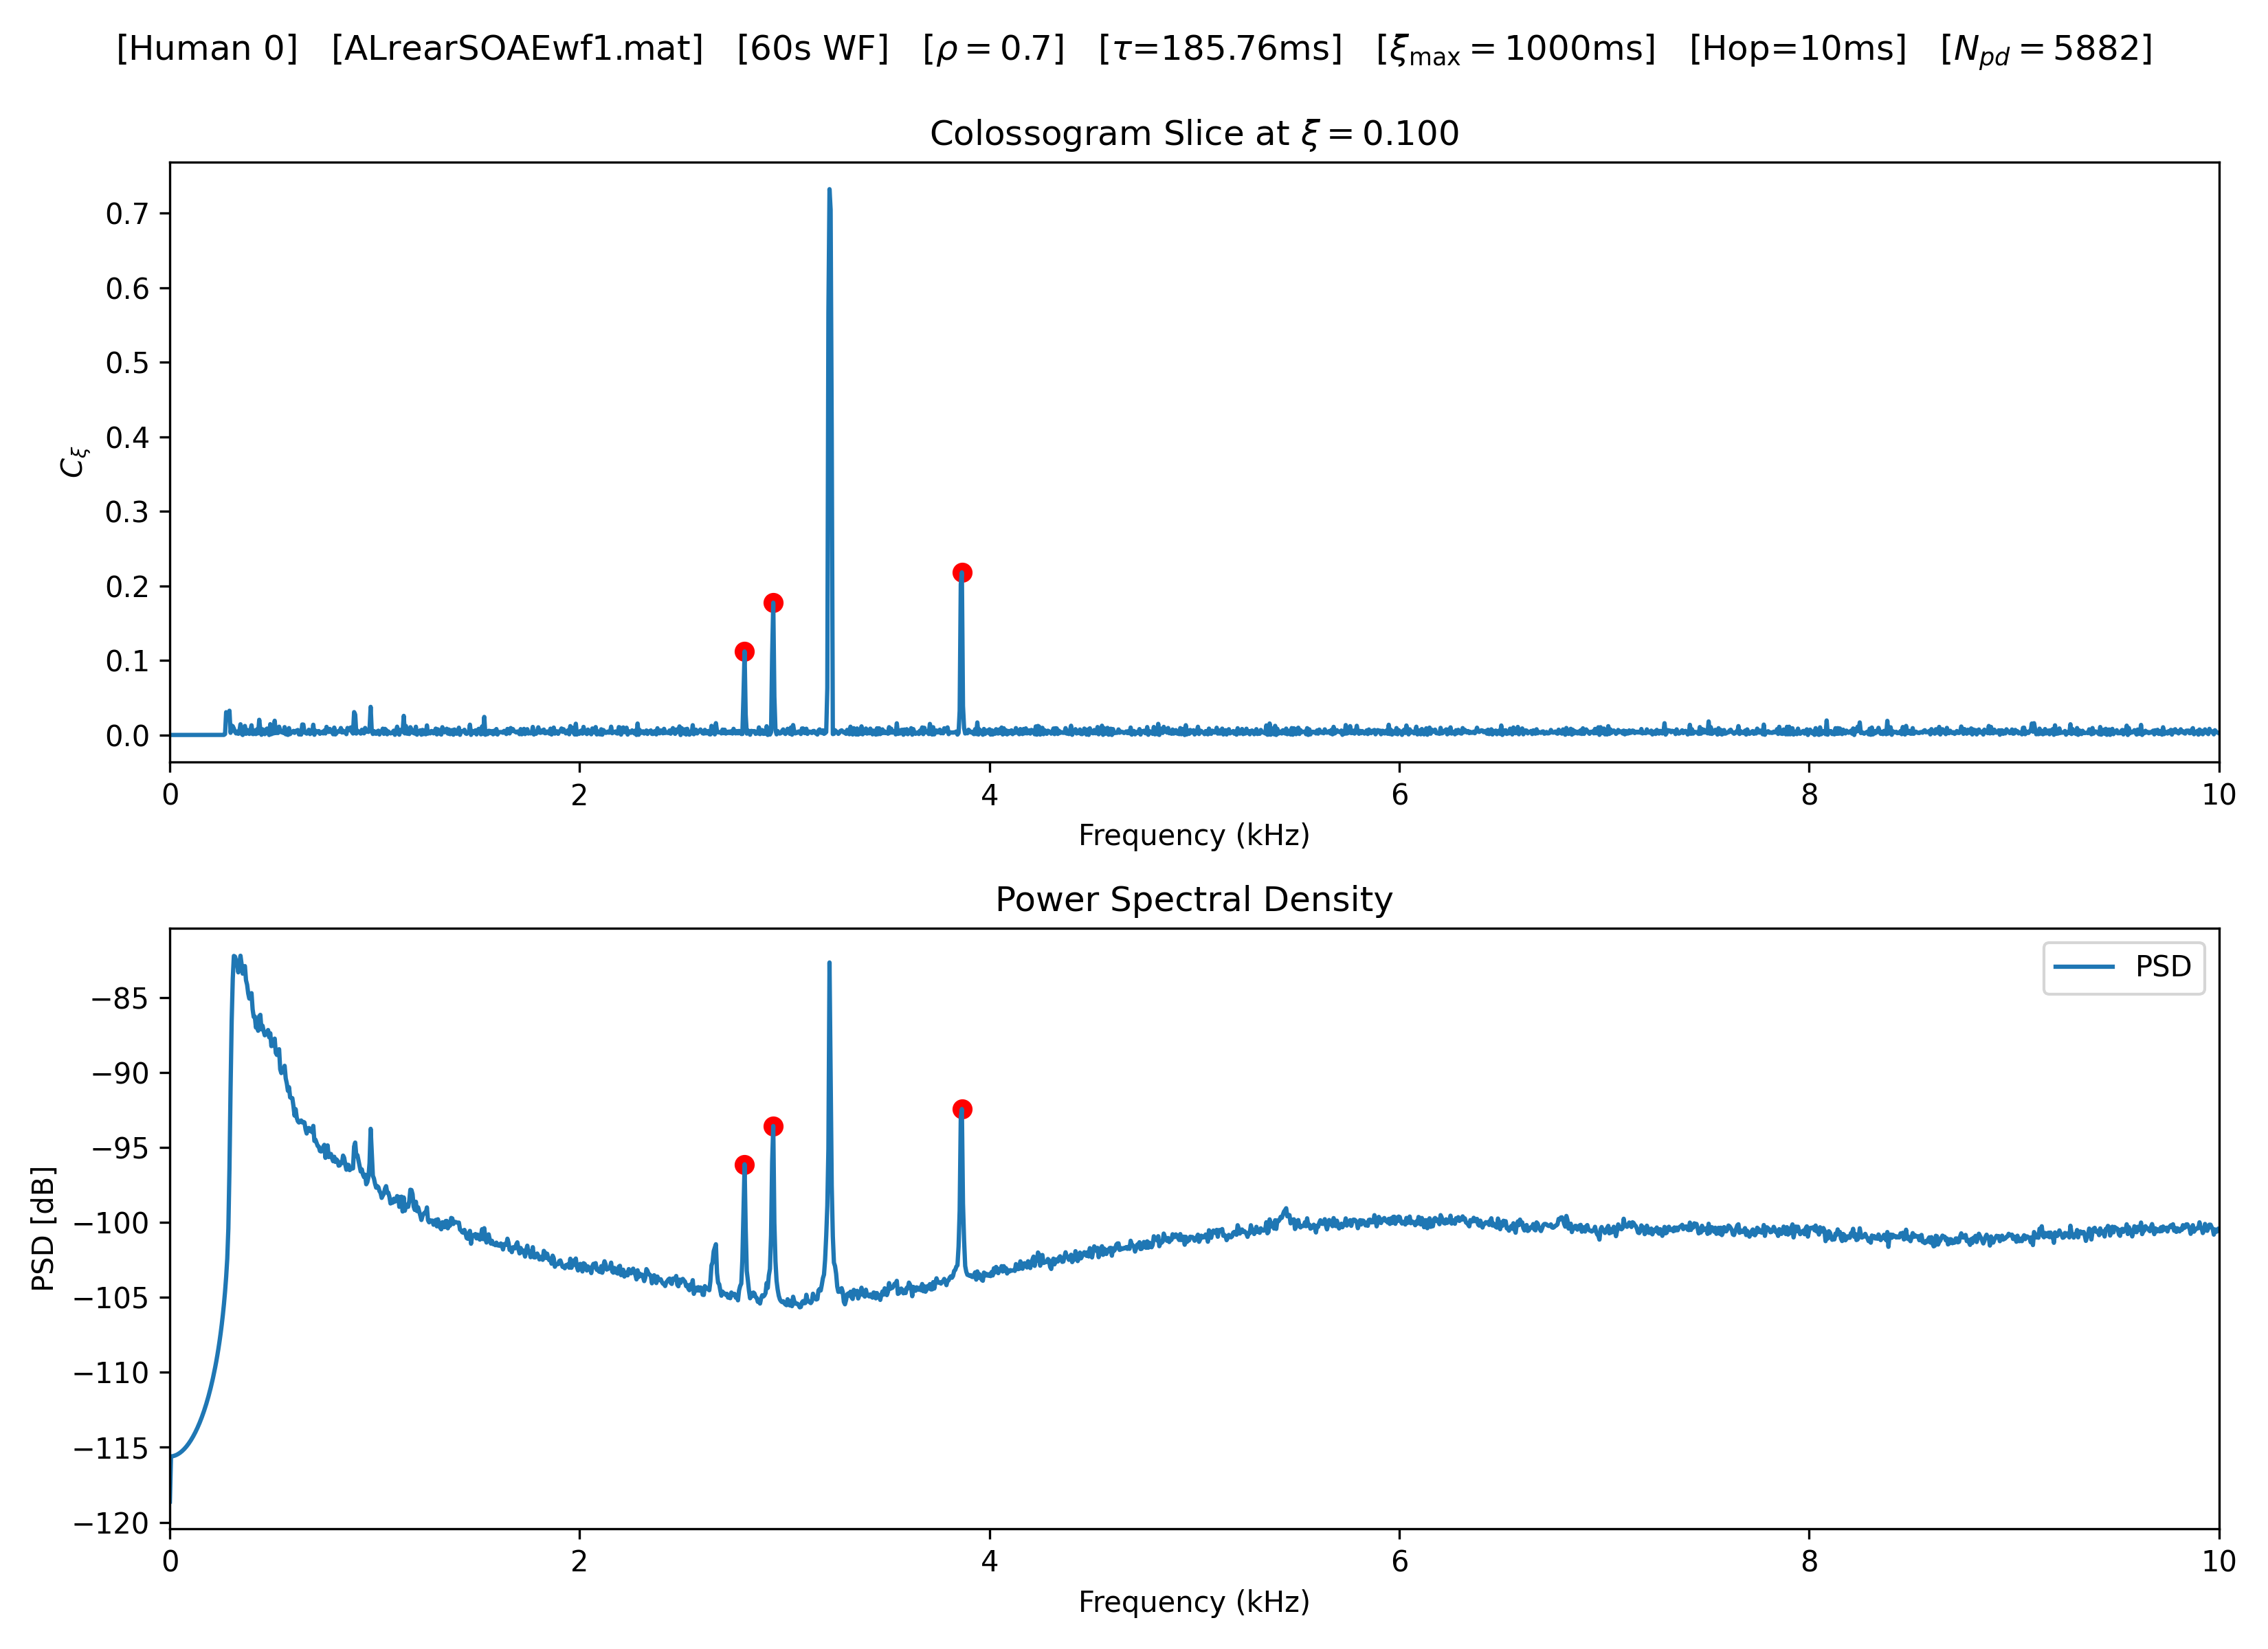 [Human 0] [ALrearSOAEwf1.mat] [60s WF] [ρ = 0.7] [τ=185.76ms] [ξmax = 1000ms] [Hop=10ms] [Npd = 5882]
Colossogram Slice at ξ = 0.100
0.7
0.6
0.5
0.4
0.3
0.2
0.1
0.0
Cξ
0 2 4 6 8 10
Frequency (kHz)
Power Spectral Density
PSD
−85
−90
−95
−100
−105
−110
−115
−120
PSD [dB]
0 2 4 6 8 10
Frequency (kHz)